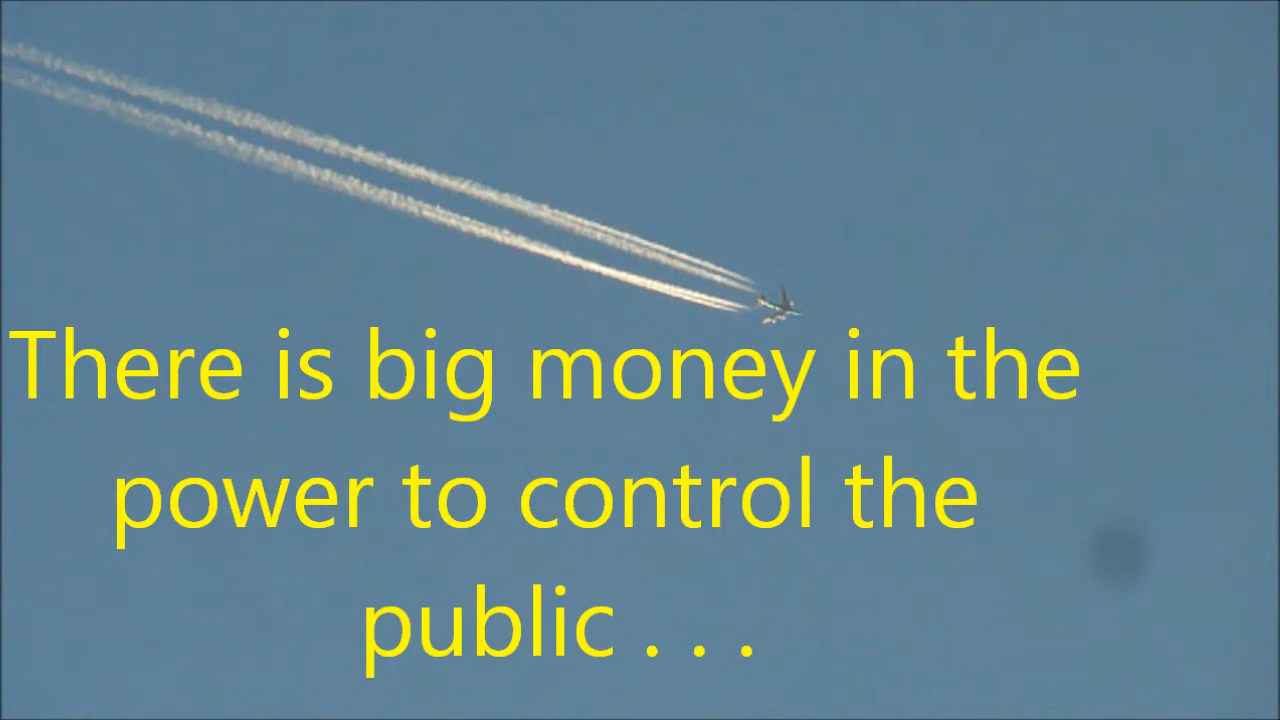 There is big money in the
power to control the
public . . .